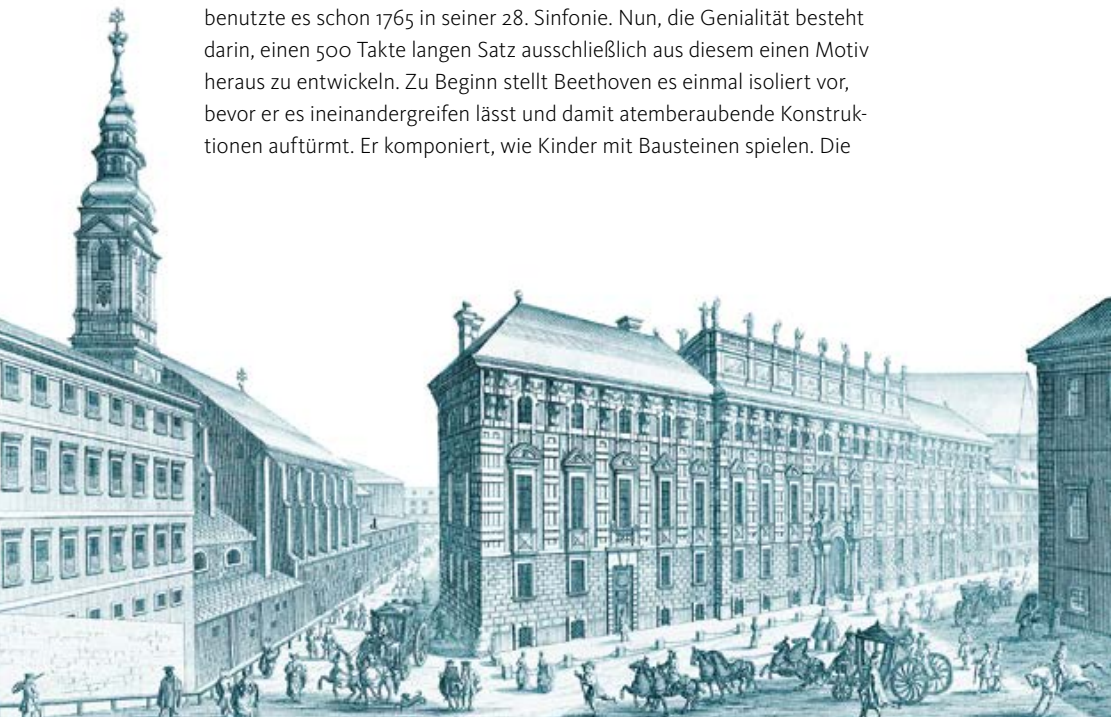 benutzte es schon 1765 in seiner 28. Sinfonie. Nun, die Genialität besteht
darin, einen 500 Takte langen Satz ausschließlich aus diesem einen Motiv
heraus zu entwickeln. Zu Beginn stellt Beethoven es einmal isoliert vor,
bevor er es ineinandergreifen lässt und damit atemberaubende Konstruk-
tionen auftürmt. Er komponiert, wie Kinder mit Bausteinen spielen. Die